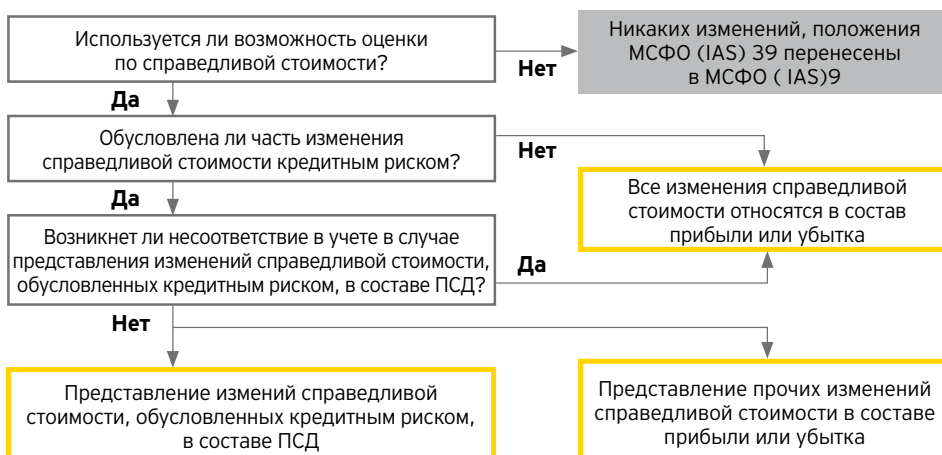 Используется ли возможность оценки
по справедливой стоимости?
Нет
Никаких изменений, положения
МСФО (IAS) 39 перенесены
в МСФО ( IAS)9
Да
Обусловлена ли часть изменения
справедливой стоимости кредитным риском?
Нет
Все изменения справедливой
стоимости относятся в состав
прибыли или убытка
Да
Возникнет ли несоответствие в учете в случае
представления изменений справедливой стоимости,
обусловленных кредитным риском, в составе ПСД?
Да
Нет
Представление измений справедливой
стоимости, обусловленных кредитным риском,
в составе ПСД
Представление прочих изменений
справедливой стоимости в составе
прибыли или убытка